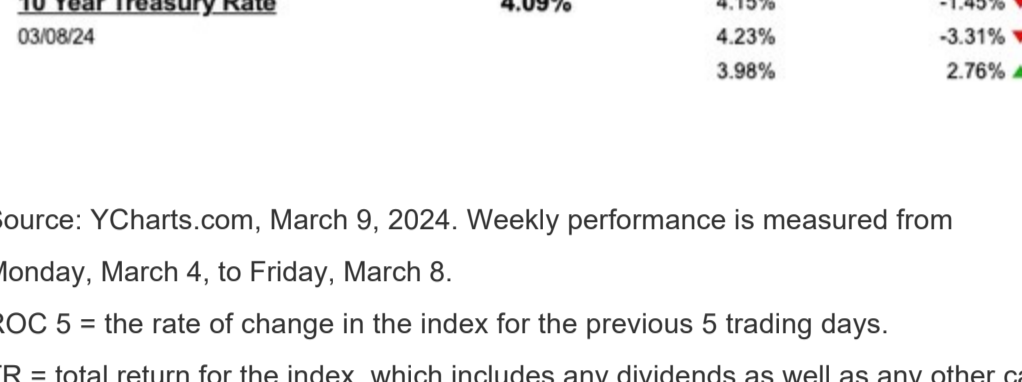 10 Year Treasury Rate 4.09% 4.15% -1.45%
03/08/24 4.23% -3.31%
3.98% 2.76%
Source: YCharts.com, March 9, 2024. Weekly performance is measured from
Monday, March 4, to Friday, March 8.
ROC 5 = the rate of change in the index for the previous 5 trading days.
TR = total return for the index, which includes any dividends as well as any other